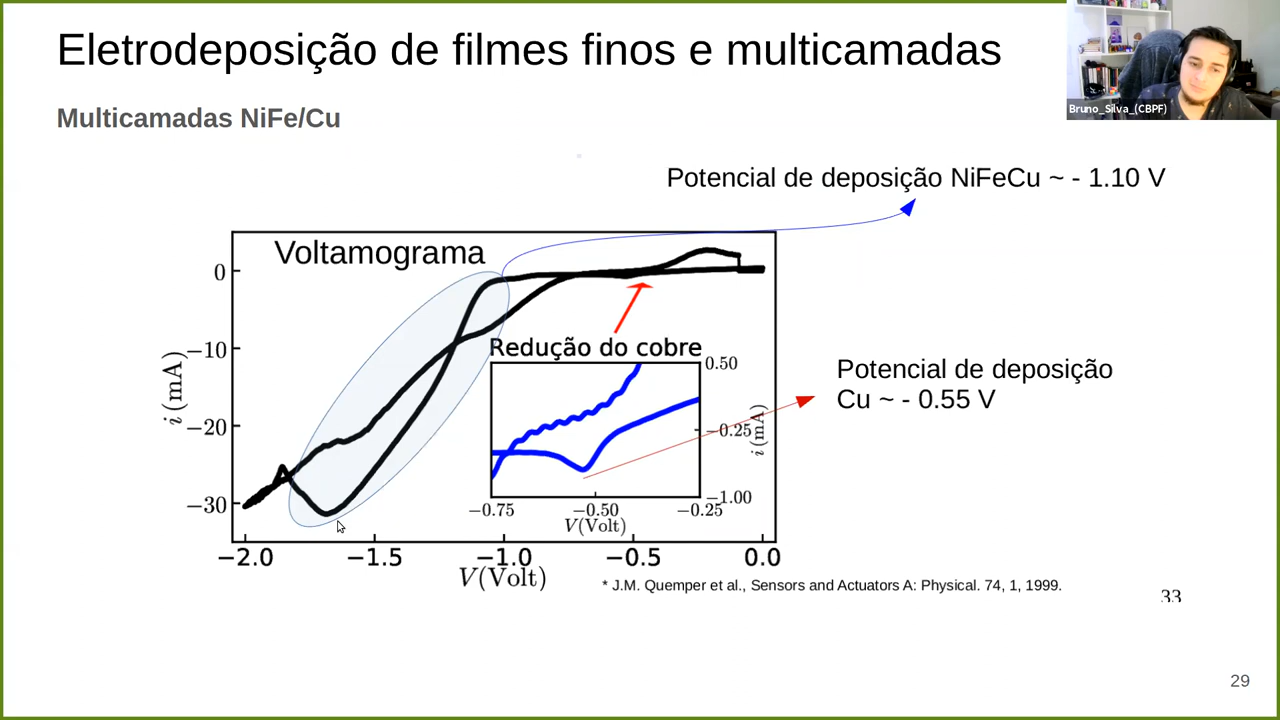 Eletrodeposição de filmes finos e multicamadas
Bruno_Silva_(CBPF)
Multicamadas NiFe/Cu
Potencial de deposição NiFeCu ~ - 1.10 V
Voltamograma
0
−10
−20
−30
i (mA)
Redução do cobre
0.50
−0.25
−1.00
i (mA)
−0.75
−0.50
−0.25
V(Volt)
Potencial de deposição
Cu ~ - 0.55 V
−2.0
−1.5
−1.0
−0.5
0.0
V(Volt)
* J.M. Quemper et al., Sensors and Actuators A: Physical. 74, 1, 1999.
33
29